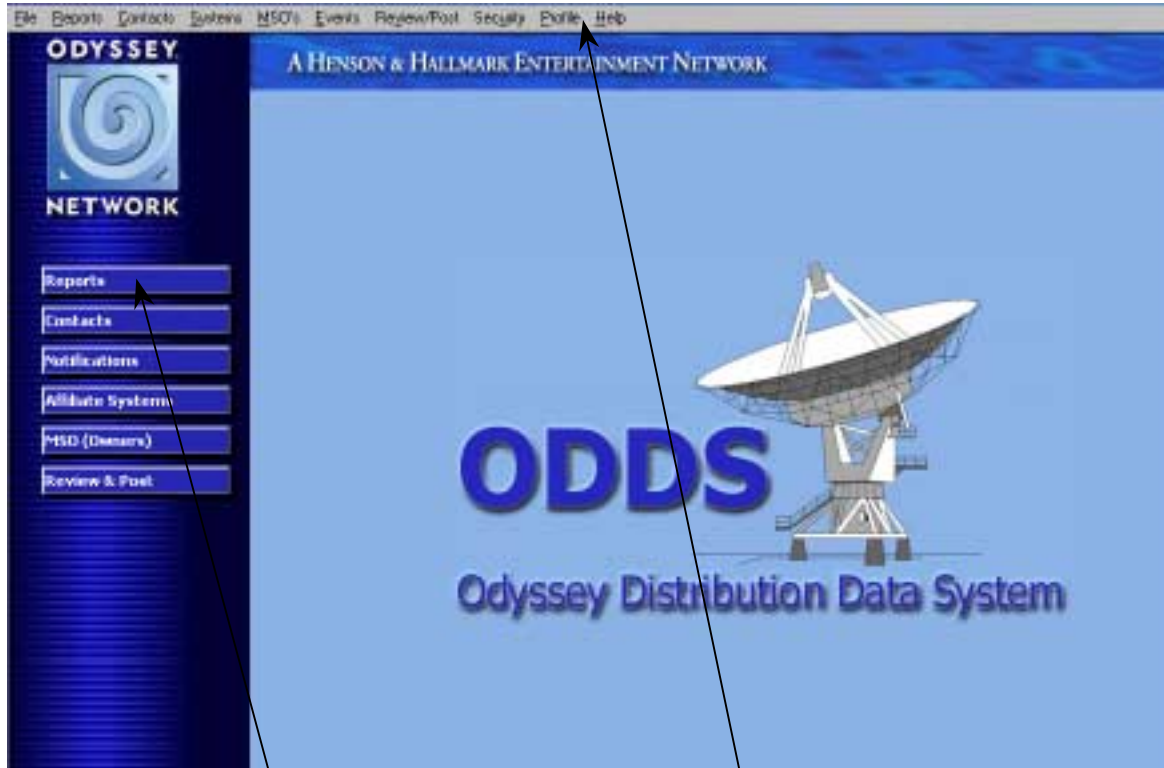 File Reports Contacts Systems MSO's Events Review/Post Security Profile Help
ODYSSEY
NETWORK
A HENSON & HALLMARK ENTERTAINMENT NETWORK
Reports
Contacts
Notifications
Affiliate Systems
MSO (Owners)
Review & Post
ODDS
Odyssey Distribution Data System